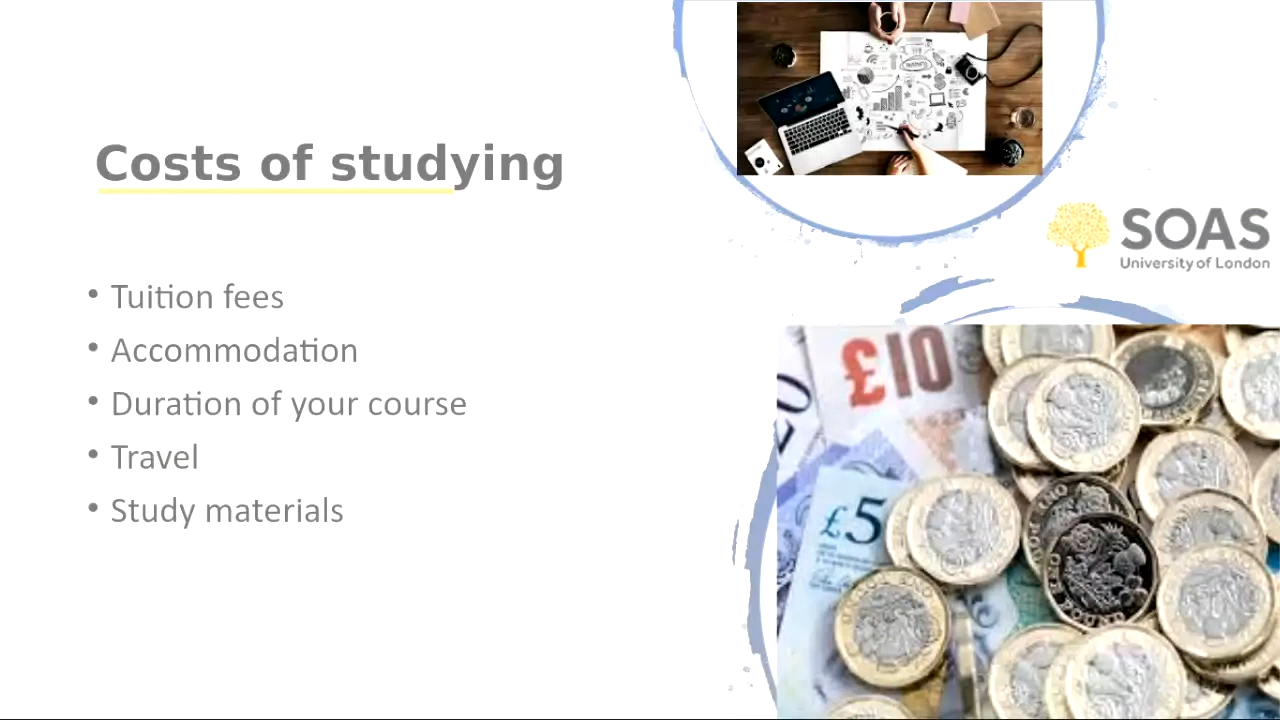 Costs of studying
• Tuition fees
• Accommodation
• Duration of your course
• Travel
• Study materials
SOAS
University of London
£10
£5